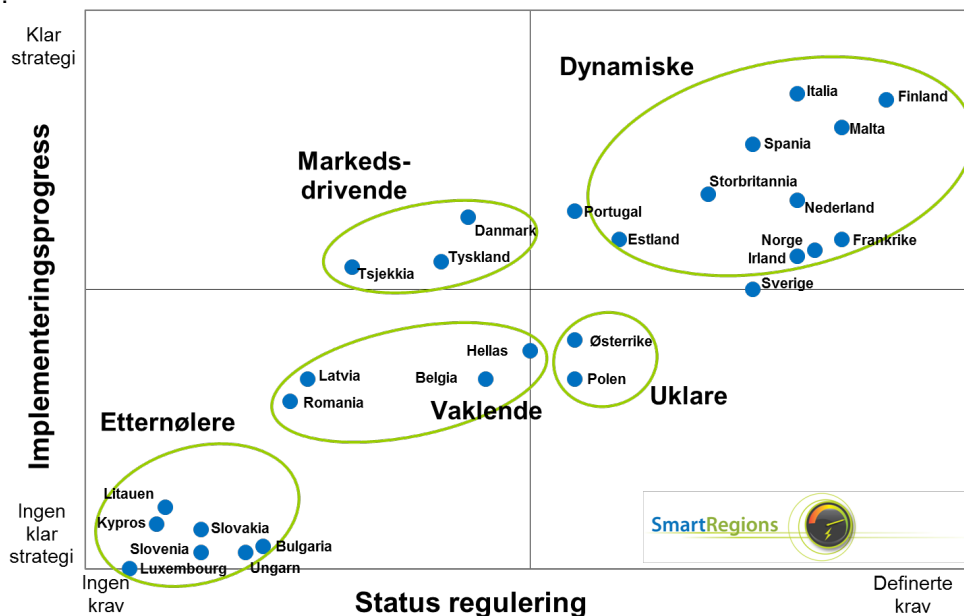 Klar
strategi
Dynamiske
Italia
Finland
Malta
Spania
Markeds-
drivende
Storbritannia
Nederland
Portugal
Danmark
Estland
Norge
Frankrike
Irland
Tyskland
Tsjekkia
Sverige
Implementeringsprogress
Østerrike
Hellas
Latvia
Belgia
Polen
Romania
Vaklende
Uklare
Etternølere
Litauen
Kypros
Slovakia
Slovenia
Bulgaria
Luxembourg
Ungarn
Ingen
klar
strategi
SmartRegions
Ingen
krav
Status regulering
Definerte
krav